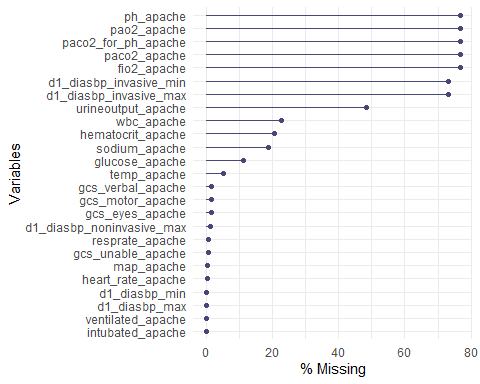 ph_apache
pao2_apache
paco2_for_ph_apache
paco2_apache
fio2_apache
d1_diasbp_invasive_min
d1_diasbp_invasive_max
urineoutput_apache
wbc_apache
hematocrit_apache
sodium_apache
glucose_apache
temp_apache
gcs_verbal_apache
gcs_motor_apache
gcs_eyes_apache
d1_diasbp_noninvasive_max
resprate_apache
gcs_unable_apache
map_apache
heart_rate_apache
d1_diasbp_min
d1_diasbp_max
ventilated_apache
intubated_apache
Variables
0 20 40 60 80
% Missing